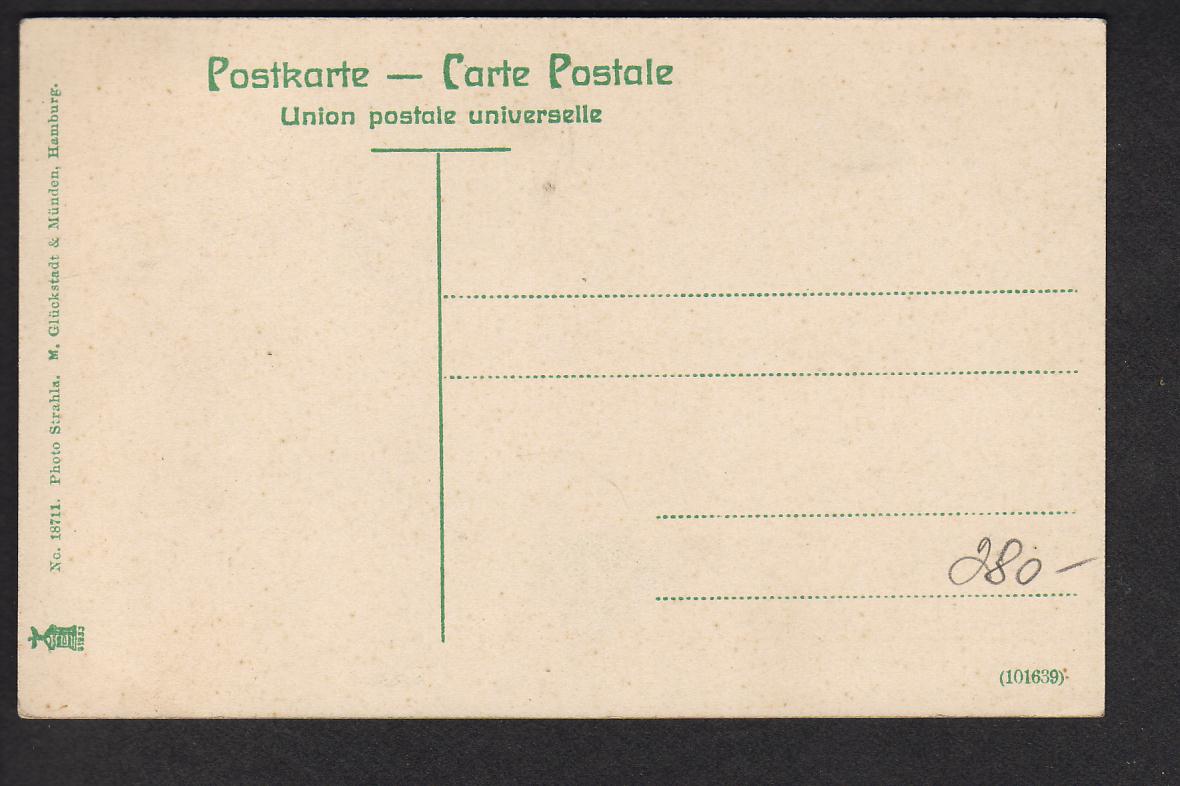 Postkarte — Carte Postale
Union postale universelle
No. 18711. Photo Strahla. M. Glückstadt & Münden, Hamburg.
280-
(101639)